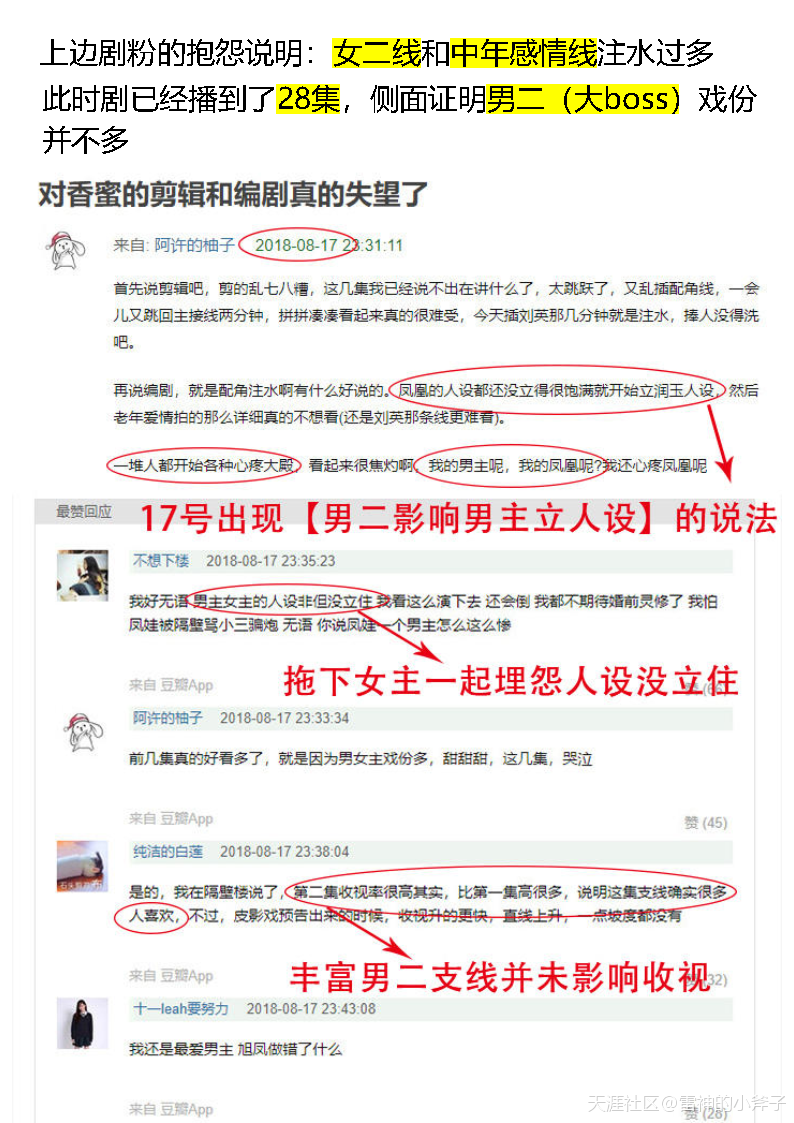 上边剧粉的抱怨说明：女二线和中年感情线注水过多
此时剧已经播到了28集，侧面证明男二（大boss）戏份
并不多
对香蜜的剪辑和编剧真的失望了
来自: 阿许的柚子 2018-08-17 23:31:11
首先说剪辑吧，剪的乱七八糟，这几集我已经说不出在讲什么了，太跳跃了，又乱插配角线，一会
儿又跳回主接线两分钟，拼拼凑凑看起来真的很难受，今天插刘英那几分钟就是注水，捧人没得洗
吧。
再说编剧，就是配角注水啊有什么好说的。凤凰的人设都还没立得很饱满就开始立润玉人设，然后
老年爱情拍的那么详细真的不想看(还是刘英那条线更难看)。
一堆人都开始各种心疼大殿，看起来很焦灼啊，我的男主呢，我的凤凰呢?我还心疼凤凰呢
最赞回应
17号出现【男二影响男主立人设】的说法
不想下楼 2018-08-17 23:35:23
我好无语 男主女主的人设非但没立住 我看这么演下去 还会倒 我都不期待婚前灵修了 我怕
凤娃被隔壁鸳小三骗炮 无语 你说凤娃一个男主怎么这么惨
拖下女主一起埋怨人设没立住
来自 豆瓣App 赞 (66)
阿许的柚子 2018-08-17 23:33:34
前几集真的好看多了，就是因为男女主戏份多，甜甜甜，这几集，哭泣
来自 豆瓣App 赞 (45)
纯洁的白莲 2018-08-17 23:38:04
是的，我在隔壁楼说了，第二集收视率很高其实，比第一集高很多，说明这集支线确实很多
人喜欢，不过，皮影戏预告出来的时候，收视升的更快，直线上升，一点坡度都没有
丰富男二支线并未影响收视
来自 豆瓣App (32)
十一leah要努力 2018-08-17 23:43:08
我还是最爱男主 旭凤做错了什么
来自 豆瓣App 赞 (28)
天涯社区@雷神的小斧子